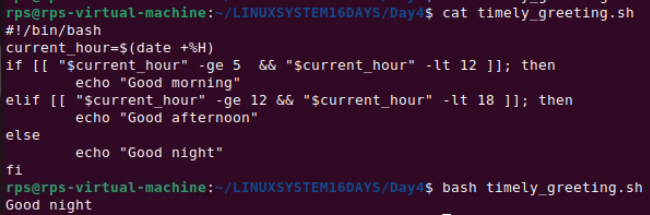 rps@rps-virtual-machine:~/LINUXSYSTEM16DAYS/Day4$ cat timely_greeting.sh
#!/bin/bash
current_hour=$(date +%H)
if [[ "$current_hour" -ge 5  && "$current_hour" -lt 12 ]]; then
        echo "Good morning"
elif [[ "$current_hour" -ge 12 && "$current_hour" -lt 18 ]]; then
        echo "Good afternoon"
else
        echo "Good night"
fi
rps@rps-virtual-machine:~/LINUXSYSTEM16DAYS/Day4$ bash timely_greeting.sh
Good night